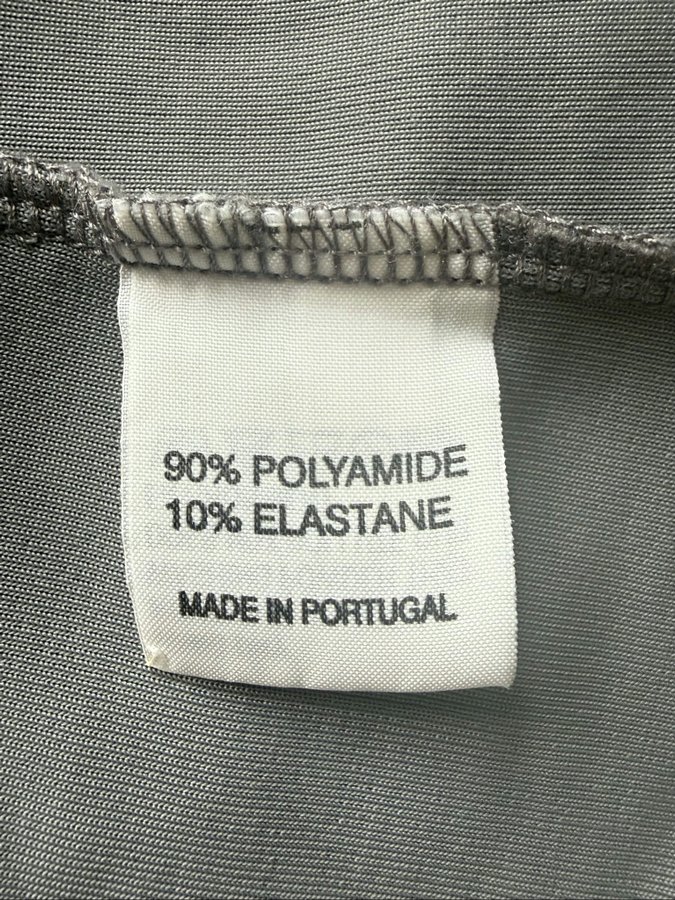 90% POLYAMIDE
10% ELASTANE
MADE IN PORTUGAL